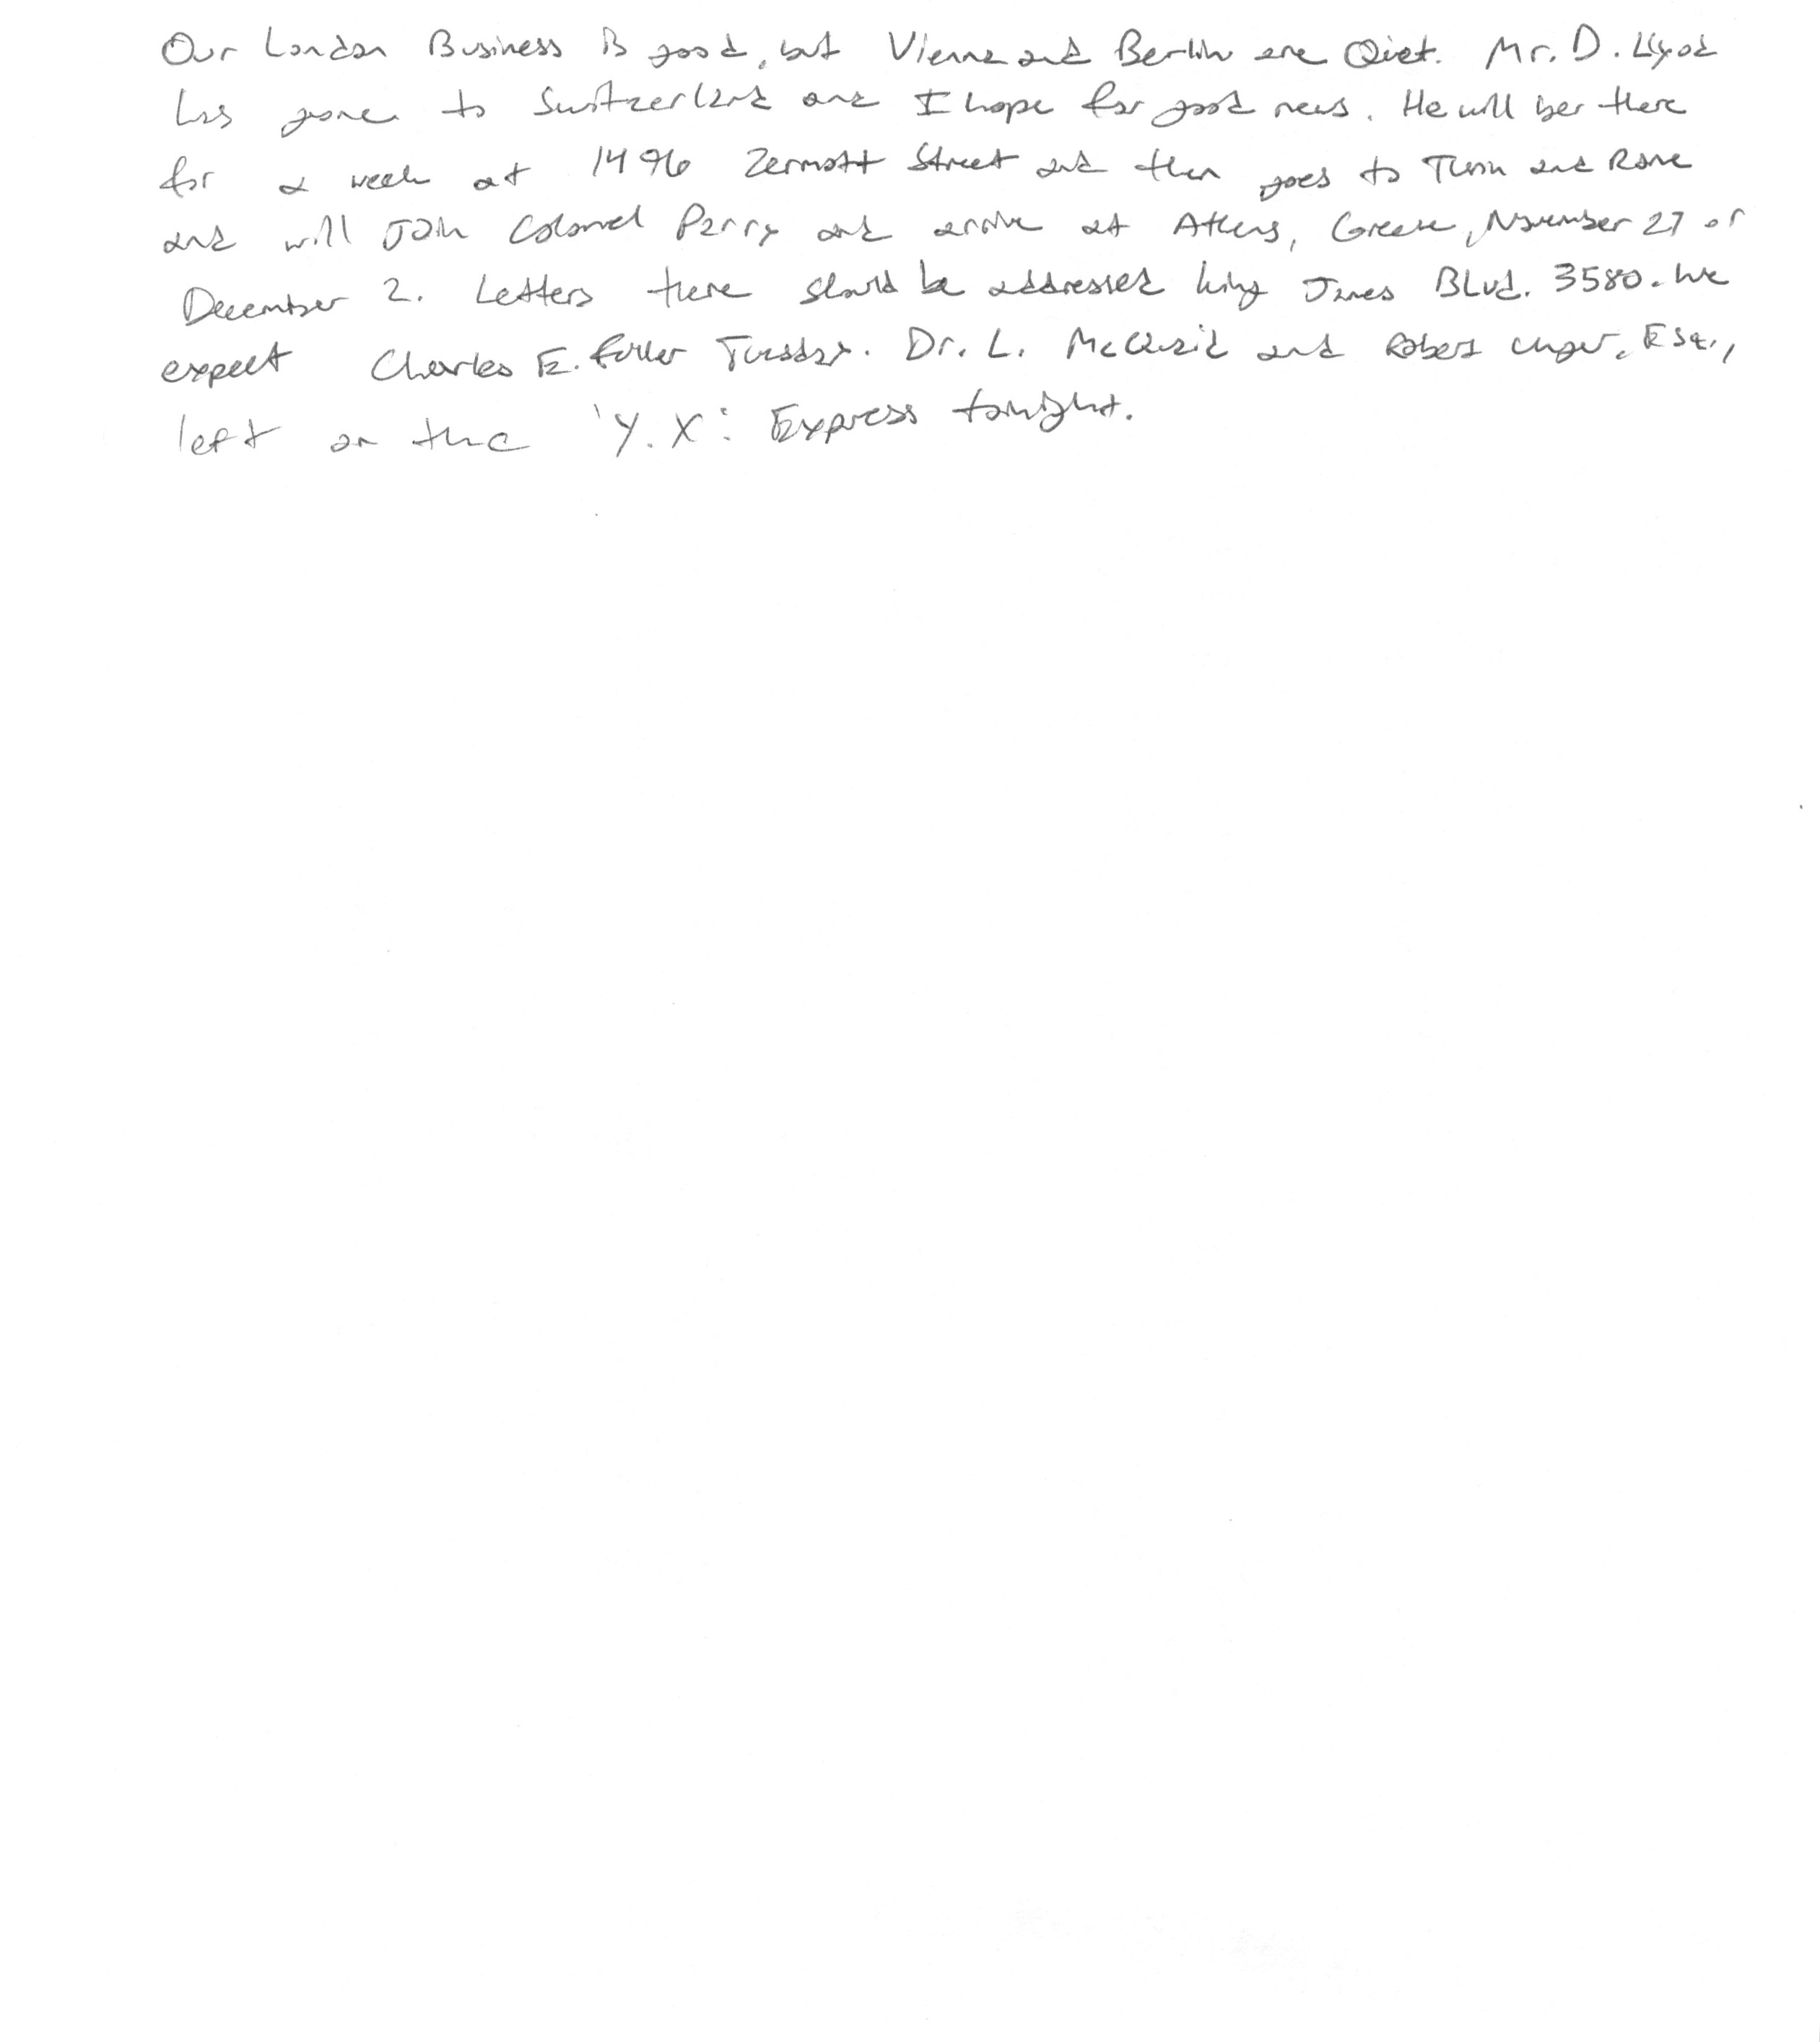 Our London Business is good, but Vienna and Berlin are Qiet. Mr. D. Llyod
has gone to Switzerland and I hope for good news. He will ber there
for a week at 1496 Zermott Street and then goes to Turin and Rome
and will Join Colonel Parry and arrive at Athens, Greece, November 27 or
December 2. Letters there should be addressed king James BLvd. 3580. We
expect Charles E. fuller Tuesday. Dr. L. McQuaid and Robert unger, Esq.,
left on the 'Y.X'. Express tonight.